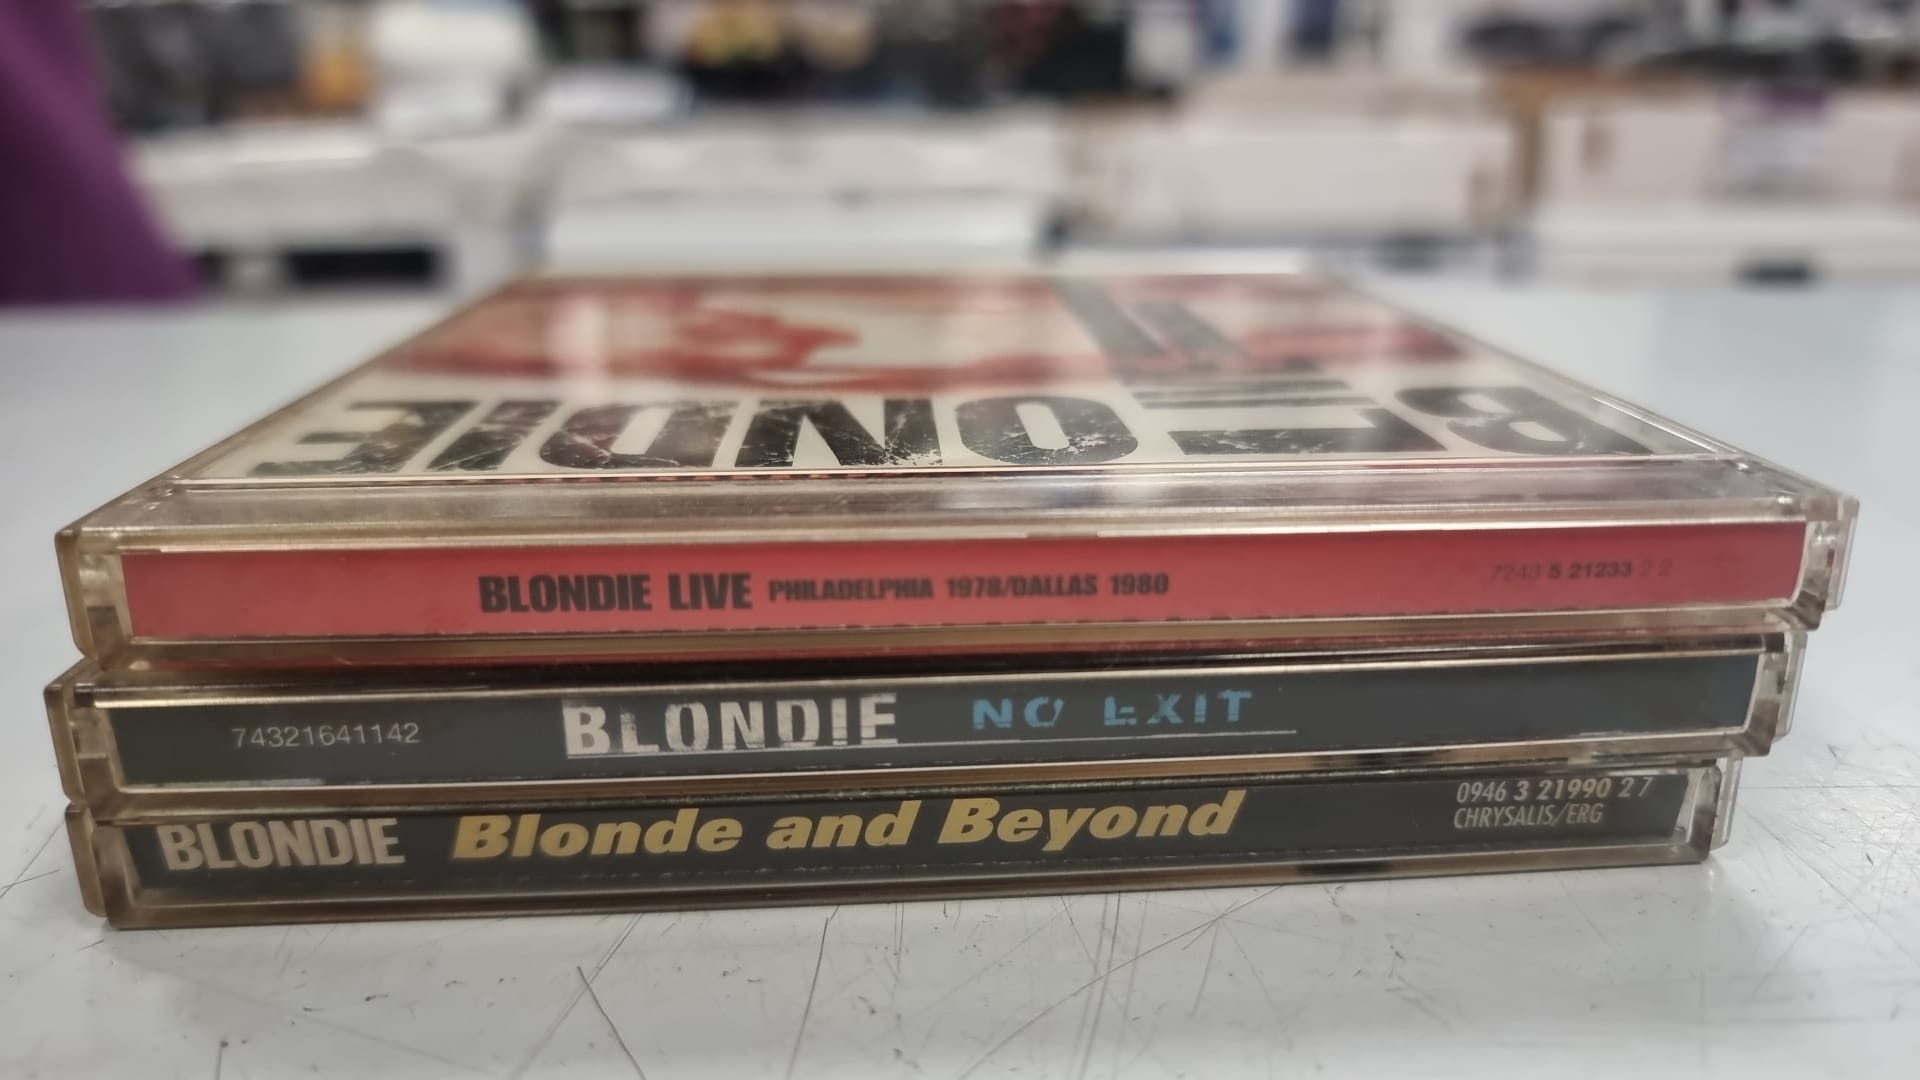 BLONDIE
BLONDIE LIVE PHILADELPHIA 1978/DALLAS 1980 7243 5 21233 2 2
74321641142 BLONDIE NO EXIT
BLONDIE Blonde and Beyond 0946 3 21990 2 7
CHRYSALIS/ERG